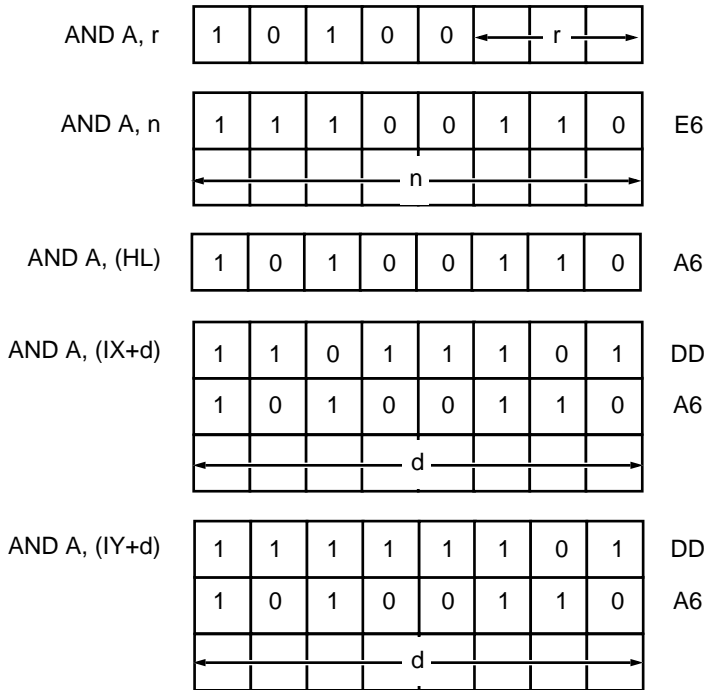 AND A, r 1 0 1 0 0 r
AND A, n 1 1 1 0 0 1 1 0 E6
n
AND A, (HL) 1 0 1 0 0 1 1 0 A6
AND A, (IX+d) 1 1 0 1 1 1 0 1 DD
1 0 1 0 0 1 1 0 A6
d
AND A, (IY+d) 1 1 1 1 1 1 0 1 DD
1 0 1 0 0 1 1 0 A6
d